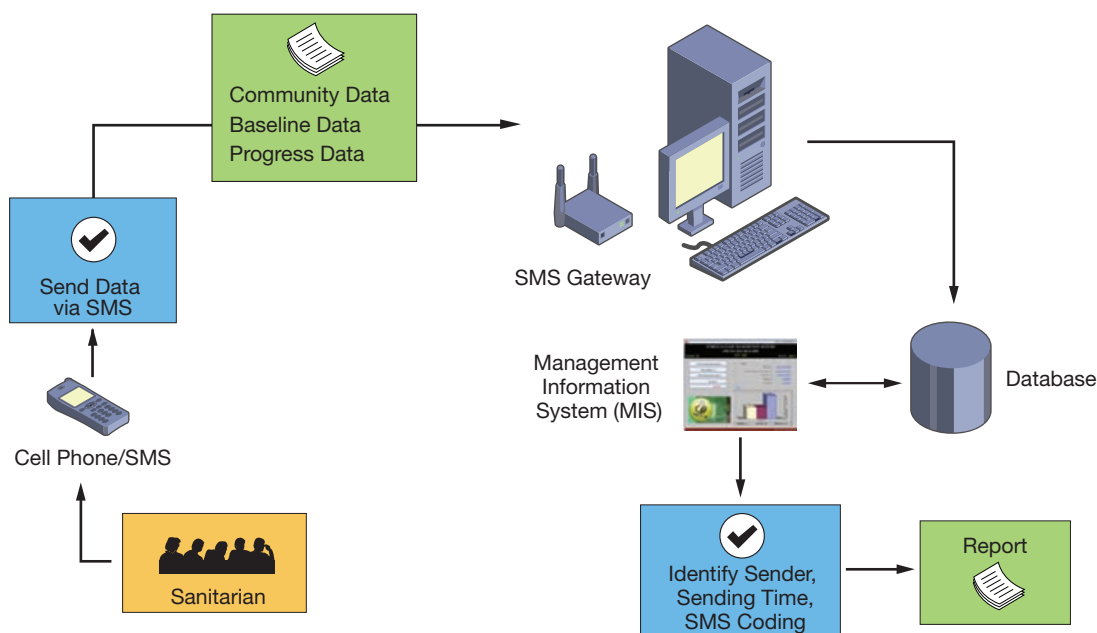 Community Data
Baseline Data
Progress Data
Send Data
via SMS
Cell Phone/SMS
Sanitarian
SMS Gateway
Database
Management
Information
System (MIS)
Identify Sender,
Sending Time,
SMS Coding
Report